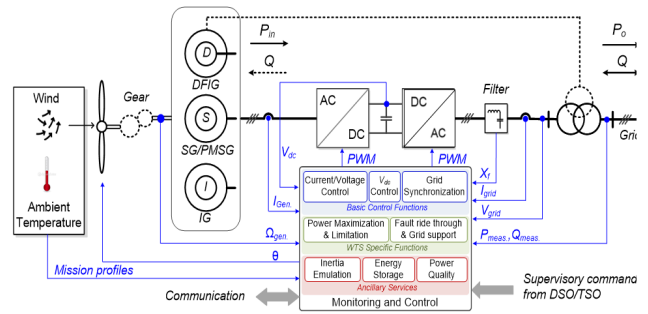 D
DFIG
P_in
Q
P_o
Q
Wind
Ambient
Temperature
Gear
S
SG/PMSG
I
IG
AC
DC
DC
AC
Filter
Grid
V_dc
PWM
PWM
X_f
I_grid
V_grid
I_Gen.
Ω_gen.
P_meas., Q_meas.
θ
Current/Voltage
Control
V_dc
Control
Grid
Synchronization
Basic Control Functions
Power Maximization
& Limitation
Fault ride through
& Grid support
WTS Specific Functions
Inertia
Emulation
Energy
Storage
Power
Quality
Ancillary Services
Monitoring and Control
Mission profiles
Communication
Supervisory command
from DSO/TSO